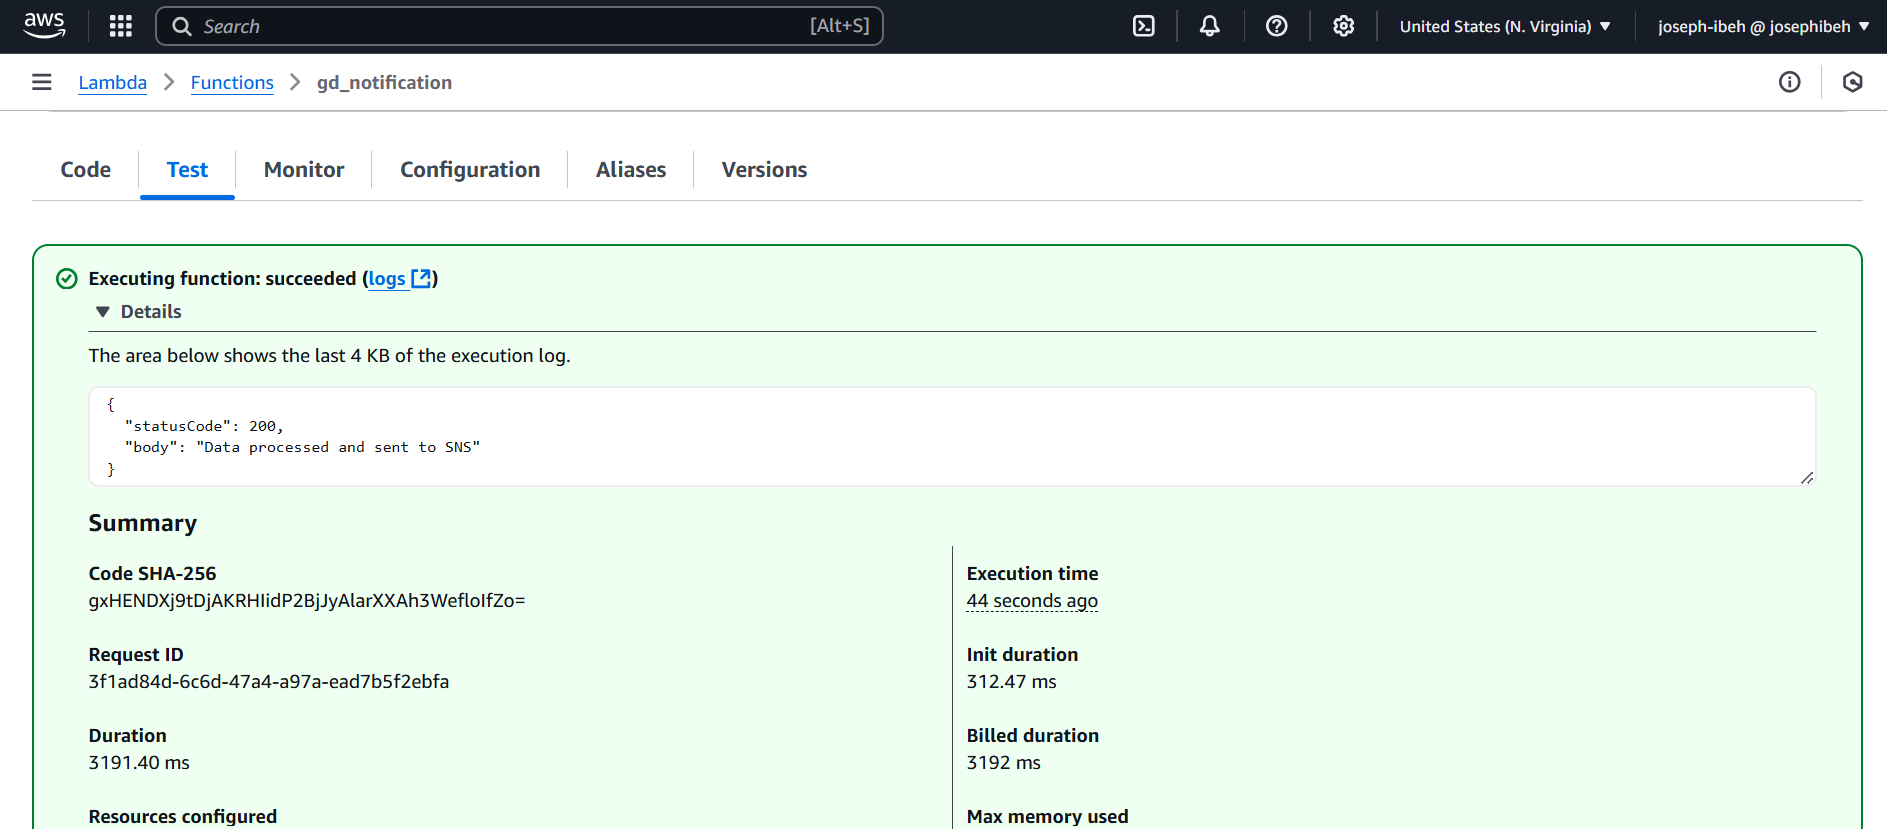 aws Search [Alt+S] United States (N. Virginia) joseph-ibeh @ josephibeh
Lambda Functions gd_notification
Code Test Monitor Configuration Aliases Versions
Executing function: succeeded (logs)
Details
The area below shows the last 4 KB of the execution log.
{
"statusCode": 200,
"body": "Data processed and sent to SNS"
}
Summary
Code SHA-256
gxHENDXj9tDjAKRHIidP2BjJyAlarXXAh3WefloIfZo=
Execution time
44 seconds ago
Request ID
3f1ad84d-6c6d-47a4-a97a-ead7b5f2ebfa
Init duration
312.47 ms
Duration
3191.40 ms
Billed duration
3192 ms
Resources configured
Max memory used